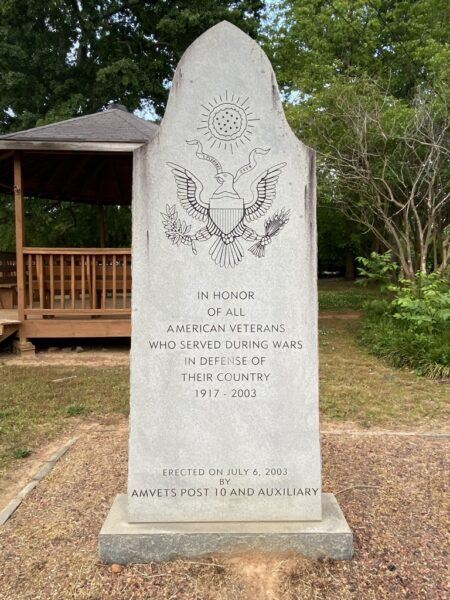 IN HONOR
OF ALL
AMERICAN VETERANS
WHO SERVED DURING WARS
IN DEFENSE OF
THEIR COUNTRY
1917 - 2003
ERECTED ON JULY 6, 2003
BY
AMVETS POST 10 AND AUXILIARY